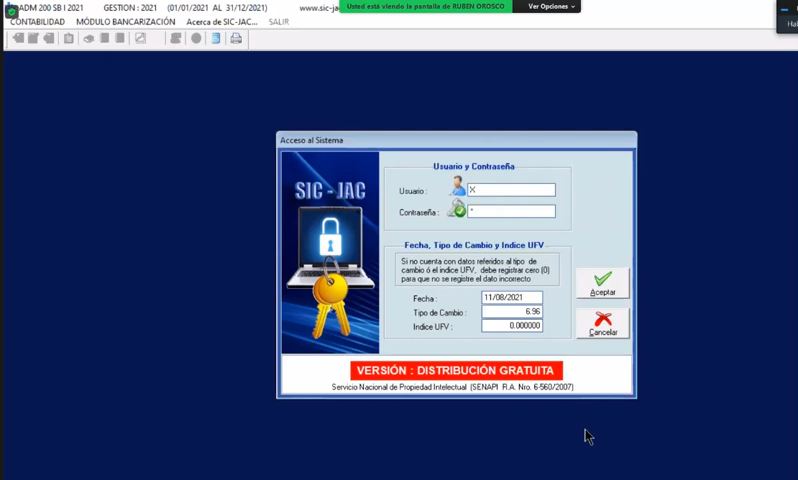 ADM 200 SB I 2021 GESTION : 2021 (01/01/2021 AL 31/12/2021) www.sic-ja
Usted está viendo la pantalla de RUBEN OROSCO Ver Opciones
CONTABILIDAD MÓDULO BANCARIZACIÓN Acerca de SIC-JAC... SALIR
Acceso al Sistema
SIC - JAC
Usuario y Contraseña
Usuario : X
Contraseña : *
Fecha, Tipo de Cambio y Indice UFV
Si no cuenta con datos referidos al tipo de
cambio ó el indice UFV, debe registrar cero (0)
para que no se registre el dato incorrecto
Fecha : 11/08/2021
Tipo de Cambio : 6.96
Indice UFV : 0.000000
Aceptar
Cancelar
VERSIÓN : DISTRIBUCIÓN GRATUITA
Servicio Nacional de Propiedad Intelectual (SENAPI R.A. Nro. 6-560/2007)